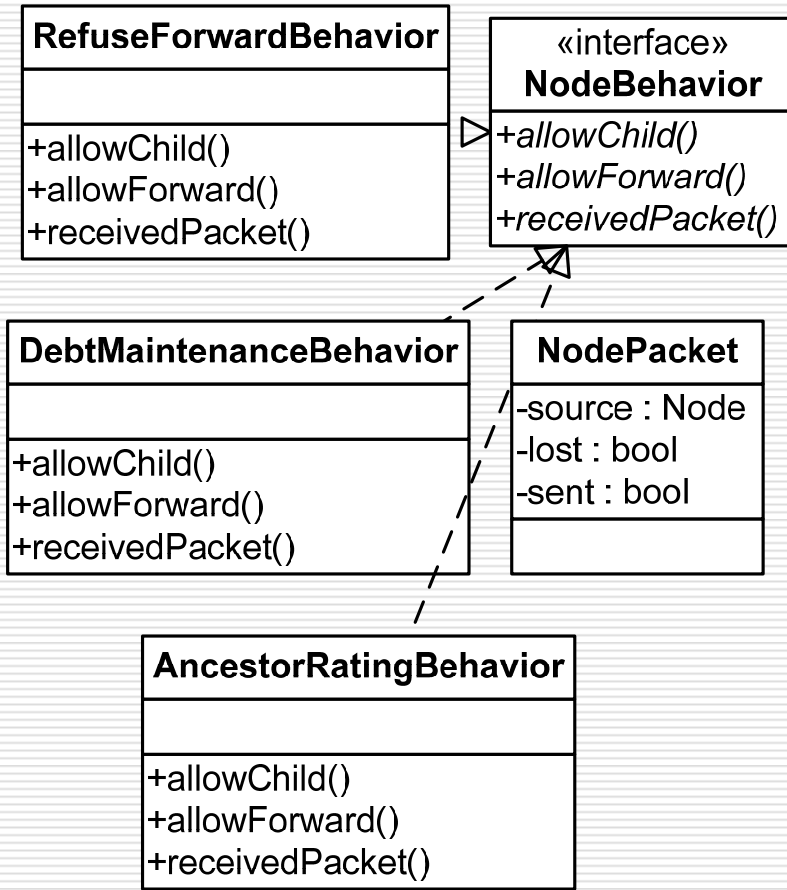 RefuseForwardBehavior
+allowChild()
+allowForward()
+receivedPacket()
«interface»
NodeBehavior
+allowChild()
+allowForward()
+receivedPacket()
DebtMaintenanceBehavior
+allowChild()
+allowForward()
+receivedPacket()
NodePacket
-source : Node
-lost : bool
-sent : bool
AncestorRatingBehavior
+allowChild()
+allowForward()
+receivedPacket()